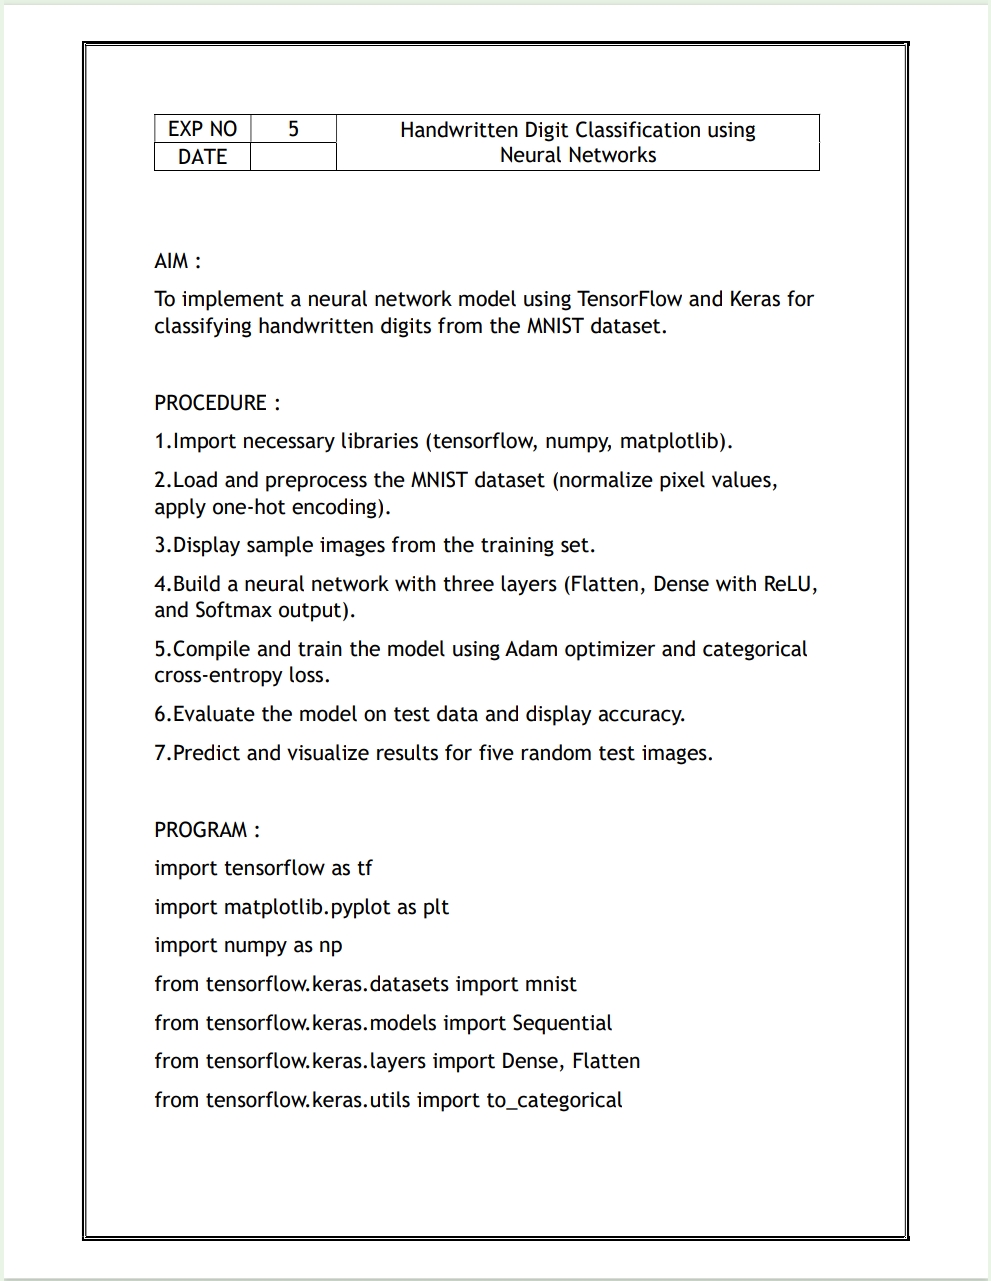 EXP NO 5 Handwritten Digit Classification using
DATE Neural Networks
AIM :
To implement a neural network model using TensorFlow and Keras for
classifying handwritten digits from the MNIST dataset.
PROCEDURE :
1.Import necessary libraries (tensorflow, numpy, matplotlib).
2.Load and preprocess the MNIST dataset (normalize pixel values,
apply one-hot encoding).
3.Display sample images from the training set.
4.Build a neural network with three layers (Flatten, Dense with ReLU,
and Softmax output).
5.Compile and train the model using Adam optimizer and categorical
cross-entropy loss.
6.Evaluate the model on test data and display accuracy.
7.Predict and visualize results for five random test images.
PROGRAM :
import tensorflow as tf
import matplotlib.pyplot as plt
import numpy as np
from tensorflow.keras.datasets import mnist
from tensorflow.keras.models import Sequential
from tensorflow.keras.layers import Dense, Flatten
from tensorflow.keras.utils import to_categorical